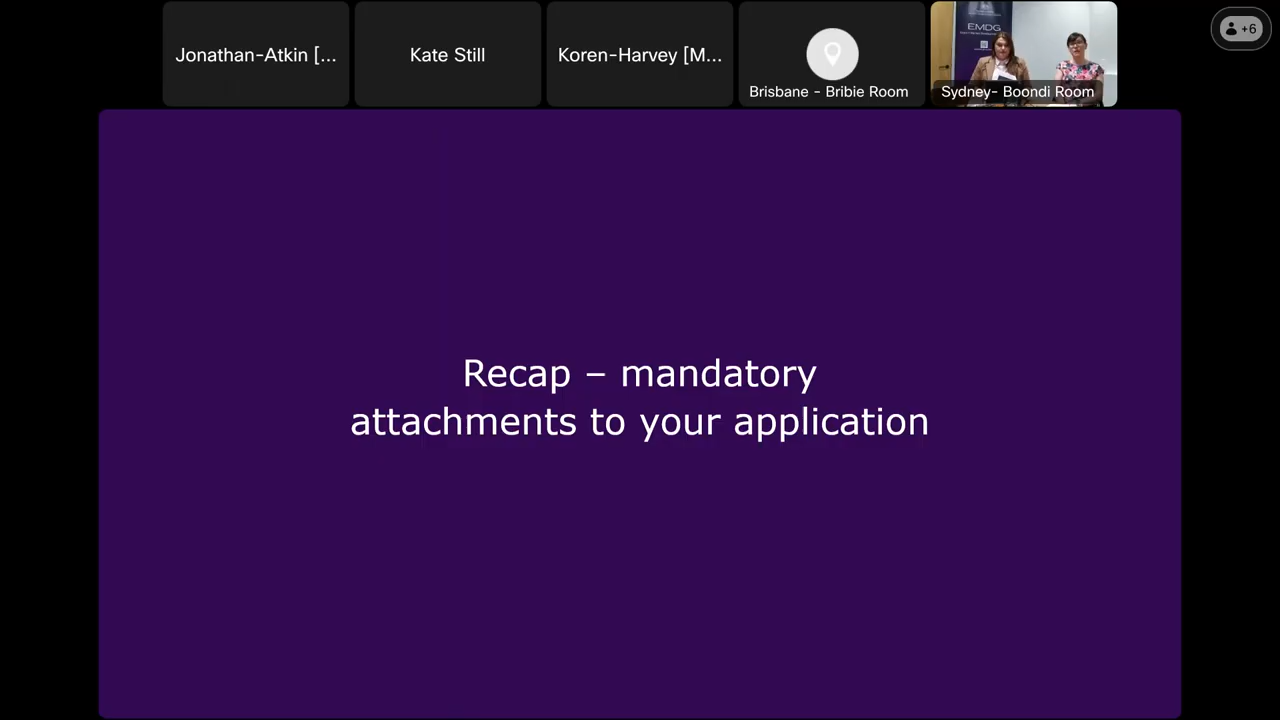 Jonathan-Atkin [...
Kate Still
Koren-Harvey [M...
Brisbane - Bribie Room
EMDG
Sydney- Boondi Room
+6
Recap – mandatory
attachments to your application